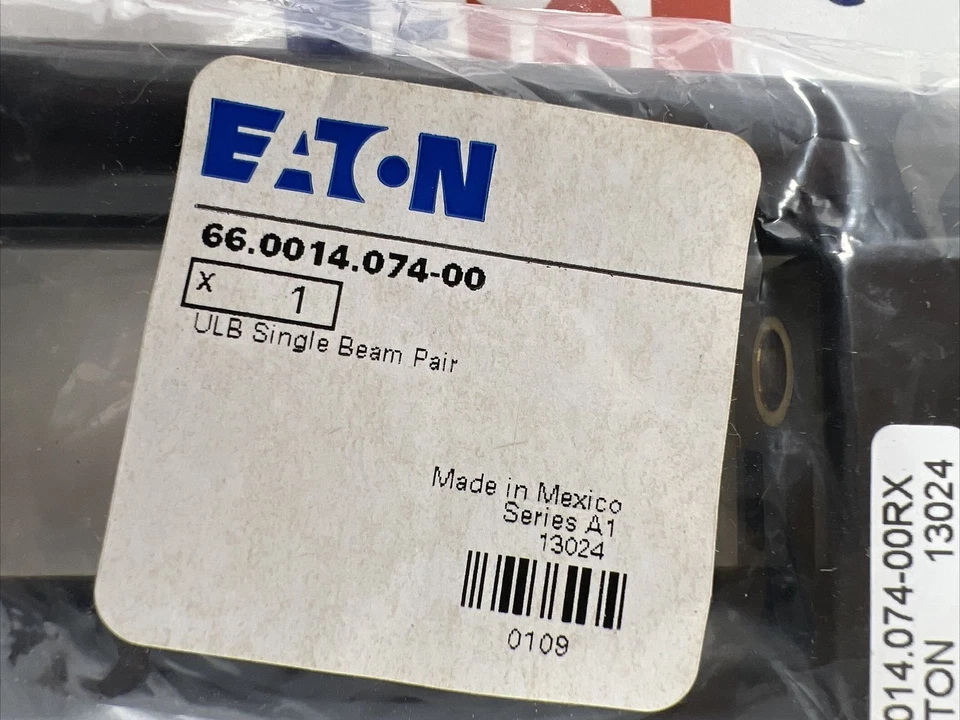 EATON
66.0014.074-00
X 1
ULB Single Beam Pair
Made in Mexico
Series A1
13024
0109
014.074-00RX
TON 13024